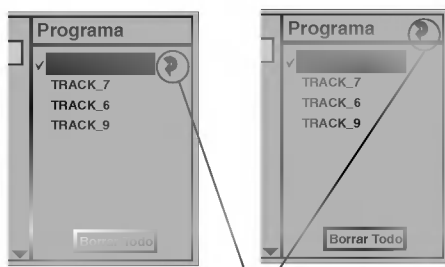 Programa
✓
TRACK_7
TRACK_6
TRACK_9
Borrar Todo
Programa
✓
TRACK_7
TRACK_6
TRACK_9
Borrar Todo